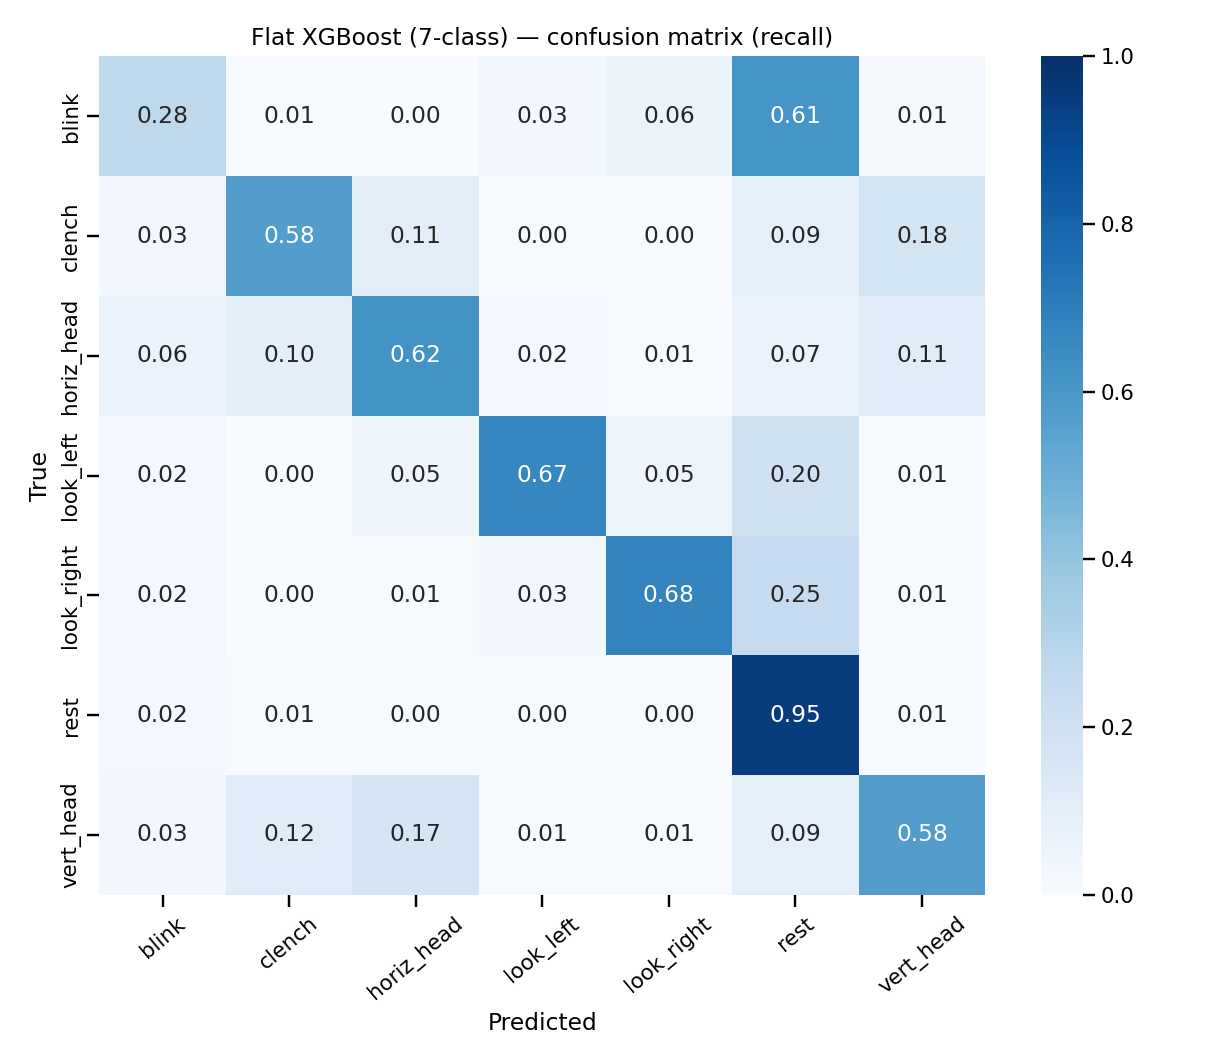 Flat XGBoost (7-class) — confusion matrix (recall)
blink 0.28 0.01 0.00 0.03 0.06 0.61 0.01
clench 0.03 0.58 0.11 0.00 0.00 0.09 0.18
horiz_head 0.06 0.10 0.62 0.02 0.01 0.07 0.11
look_left 0.02 0.00 0.05 0.67 0.05 0.20 0.01
look_right 0.02 0.00 0.01 0.03 0.68 0.25 0.01
rest 0.02 0.01 0.00 0.00 0.00 0.95 0.01
vert_head 0.03 0.12 0.17 0.01 0.01 0.09 0.58
True
blink clench horiz_head look_left look_right rest vert_head
Predicted
1.0
0.8
0.6
0.4
0.2
0.0